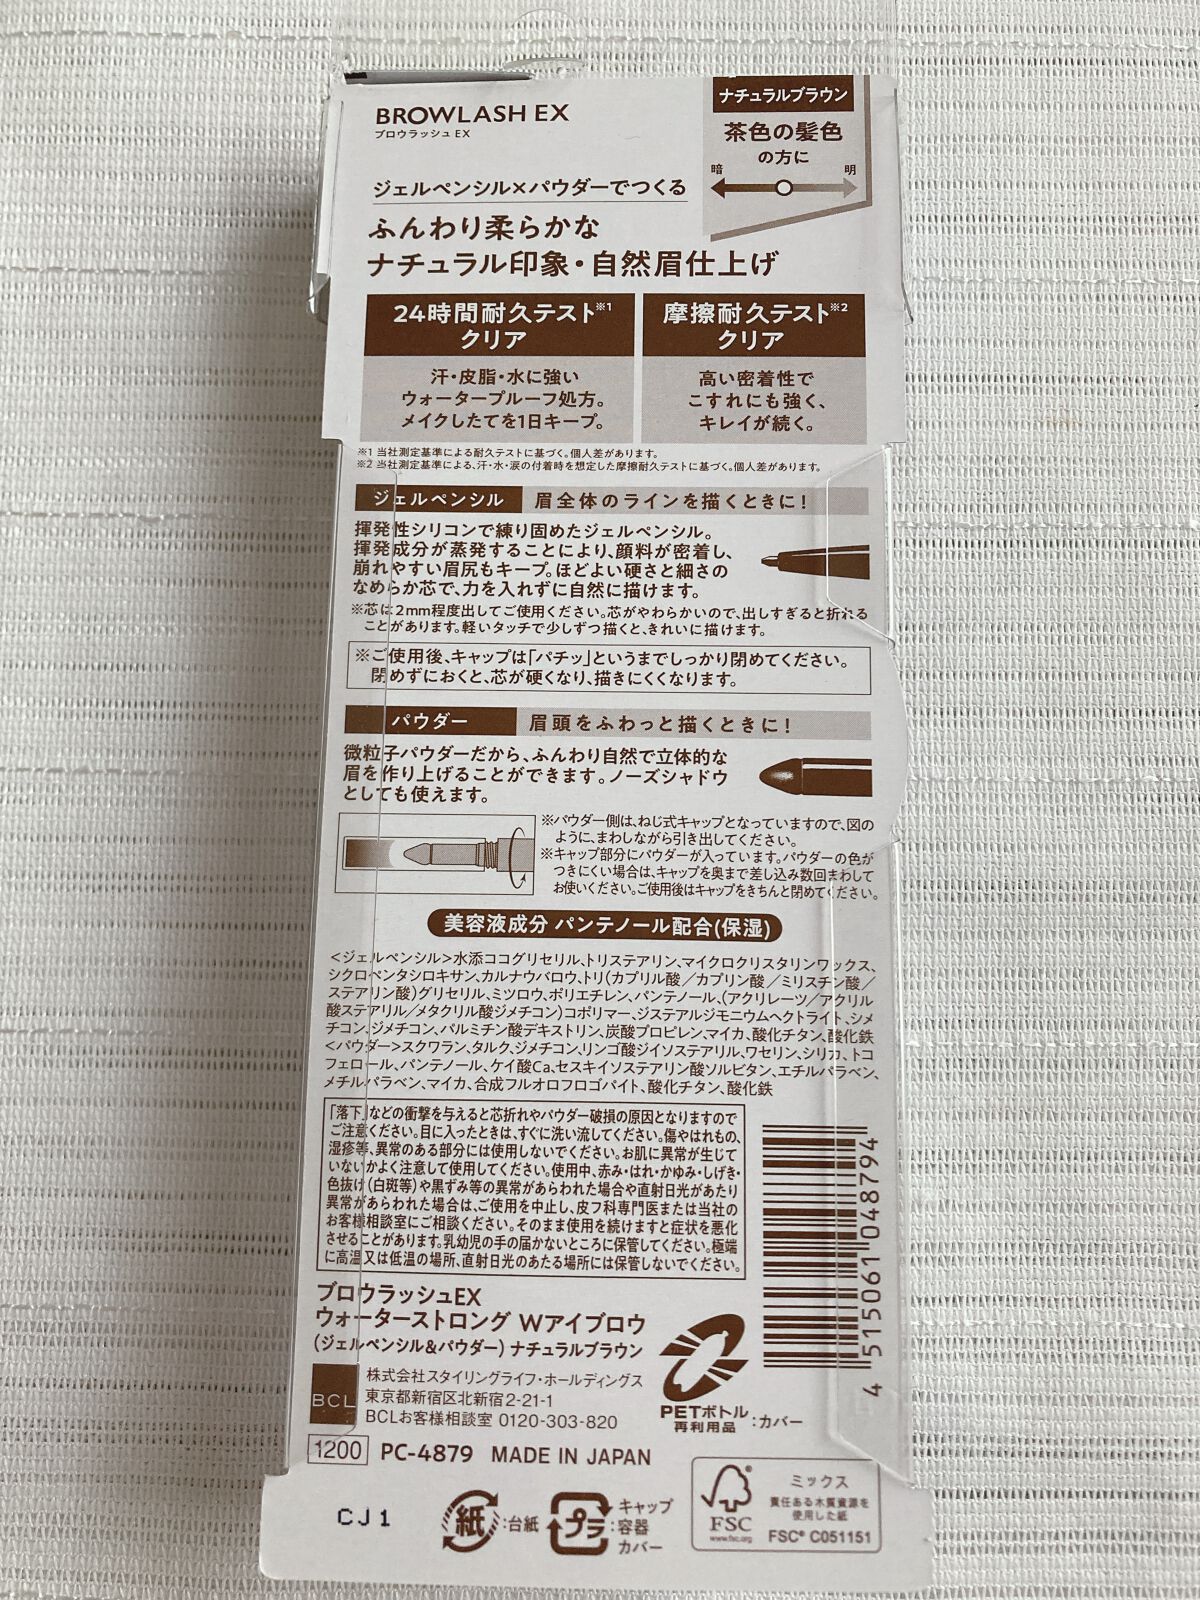 BROWLASH EX
ブロウラッシュ EX
ナチュラルブラウン
茶色の髪色
の方に
暗 明
ジェルペンシル×パウダーでつくる
ふんわり柔らかな
ナチュラル印象・自然眉仕上げ
24時間耐久テスト※1
クリア
汗・皮脂・水に強い
ウォータープルーフ処方。
メイクしたてを1日キープ。
摩擦耐久テスト※2
クリア
高い密着性で
こすれにも強く、
キレイが続く。
※1 当社測定基準による耐久テストに基づく。個人差があります。
※2 当社測定基準による、汗・水・涙の付着時を想定した摩擦耐久テストに基づく。個人差があります。
ジェルペンシル 眉全体のラインを描くときに！
揮発性シリコンで練り固めたジェルペンシル。
揮発成分が蒸発することにより、顔料が密着し、
崩れやすい眉尻もキープ。ほどよい硬さと細さの
なめらか芯で、力を入れずに自然に描けます。
※芯は2mm程度出してご使用ください。芯がやわらかいので、出しすぎると折れる
ことがあります。軽いタッチで少しずつ描くと、きれいに描けます。
※ご使用後、キャップは「パチッ」というまでしっかり閉めてください。
閉めずにおくと、芯が硬くなり、描きにくくなります。
パウダー 眉頭をふわっと描くときに！
微粒子パウダーだから、ふんわり自然で立体的な
眉を作り上げることができます。ノーズシャドウ
としても使えます。
※パウダー側は、ねじ式キャップとなっていますので、図の
ように、まわしながら引き出してください。
※キャップ部分にパウダーが入っています。パウダーの色が
つきにくい場合は、キャップを奥まで差し込み数回まわして
お使いください。ご使用後はキャップをきちんと閉めてください。
美容液成分 パンテノール配合(保湿)
<ジェルペンシル>水添ココグリセリル、トリステアリン、マイクロクリスタリンワックス、
シクロペンタシロキサン、カルナウバロウ、トリ(カプリル酸／カプリン酸／ミリスチン酸／
ステアリン酸)グリセリル、ミツロウ、ポリエチレン、パンテノール、(アクリレーツ／アクリル
酸ステアリル／メタクリル酸ジメチコン)コポリマー、ジステアルジモニウムヘクトライト、シメ
チコン、ジメチコン、パルミチン酸デキストリン、炭酸プロピレン、マイカ、酸化チタン、酸化鉄
<パウダー>スクワラン、タルク、ジメチコン、リンゴ酸ジイソステアリル、ワセリン、シリカ、トコ
フェロール、パンテノール、ケイ酸Ca、セスキイソステアリン酸ソルビタン、エチルパラベン、
メチルパラベン、マイカ、合成フルオロフロゴパイト、酸化チタン、酸化鉄
「落下」などの衝撃を与えると芯折れやパウダー破損の原因となりますので
ご注意ください。目に入ったときは、すぐに洗い流してください。傷やはれもの、
湿疹等、異常のある部分には使用しないでください。お肌に異常が生じて
いないかよく注意して使用してください。使用中、赤み・はれ・かゆみ・しげき・
色抜け(白斑等)や黒ずみ等の異常があらわれた場合や直射日光があたり
異常があらわれた場合は、ご使用を中止し、皮フ科専門医または当社の
お客様相談室にご相談ください。そのまま使用を続けますと症状を悪化
させることがあります。乳幼児の手の届かないところに保管してください。極端
に高温又は低温の場所、直射日光のあたる場所には保管しないでください。
4 515061 048794
ブロウラッシュEX
ウォーターストロング Wアイブロウ
(ジェルペンシル&パウダー) ナチュラルブラウン
BCL
株式会社スタイリングライフ・ホールディングス
東京都新宿区北新宿2-21-1
BCLお客様相談室 0120-303-820
PETボトル
再利用品
:カバー
1200 PC-4879 MADE IN JAPAN
CJ1
紙 :台紙
プラ :キャップ
容器
カバー
FSC
www.fsc.org
ミックス
責任ある木質資源を
使用した紙
FSC® C051151